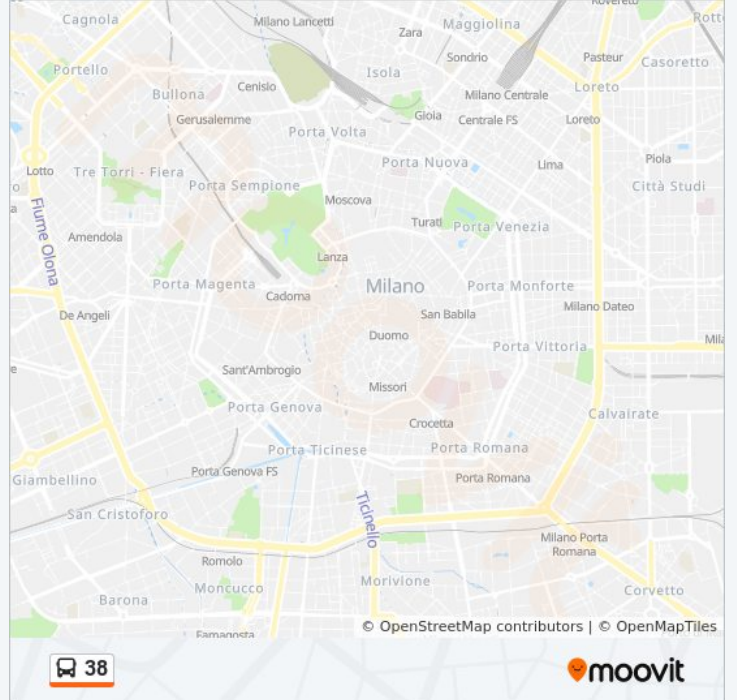 Rovereto
Cagnola
Milano Lancetti
Maggiolina
Zara
Sondrio
Pasteur
Casoretto
Portello
Isola
Cenisio
Bullona
Milano Centrale
Loreto
Gerusalemme
Gioia
Centrale FS
Loreto
Porta Volta
Lima
Piola
Porta Nuova
Lotto
Tre Torri - Fiera
Porta Sempione
Città Studi
Moscova
Turati
Porta Venezia
Fiume Olona
Amendola
Lanza
Porta Magenta
Milano
Porta Monforte
Cadorna
Milano Dateo
De Angeli
San Babila
Duomo
Porta Vittoria
Sant'Ambrogio
Missori
Porta Genova
Calvairate
Crocetta
Porta Ticinese
Porta Romana
Giambellino
Porta Genova FS
Porta Romana
San Cristoforo
Ticinello
Milano Porta
Romana
Romolo
Morivione
Moncucco
Corvetto
Barona
Famagosta
© OpenStreetMap contributors | © OpenMapTiles
38
moovit